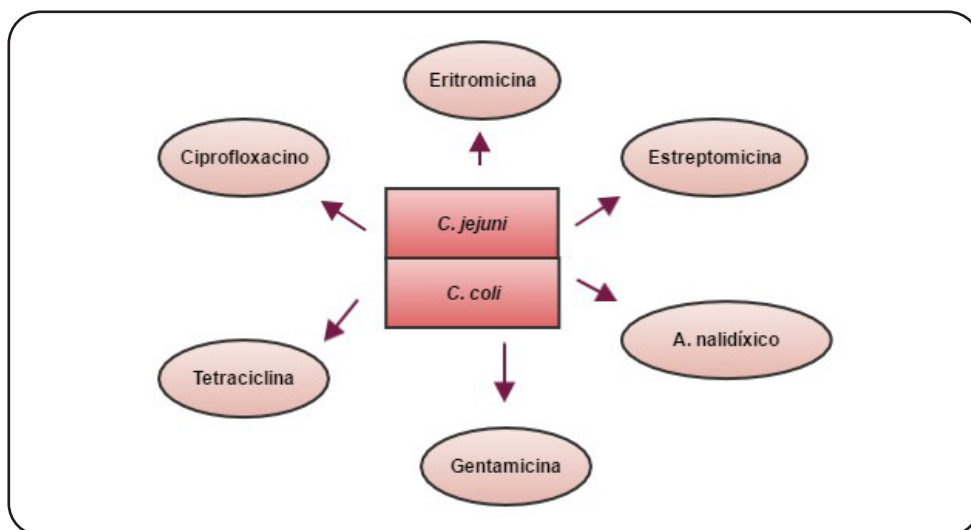 Eritromicina
Ciprofloxacino
Estreptomicina
C. jejuni
C. coli
A. nalidíxico
Tetraciclina
Gentamicina